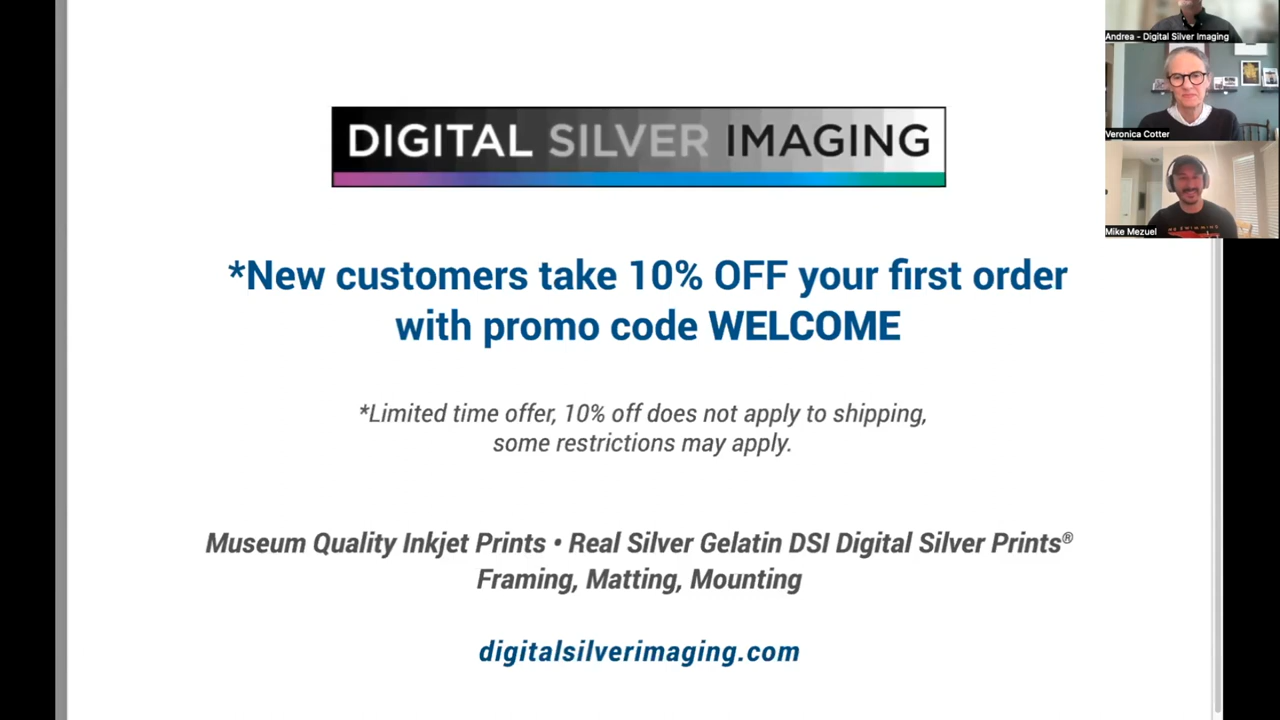 DIGITAL SILVER IMAGING
*New customers take 10% OFF your first order
with promo code WELCOME
*Limited time offer, 10% off does not apply to shipping,
some restrictions may apply.
Museum Quality Inkjet Prints • Real Silver Gelatin DSI Digital Silver Prints®
Framing, Matting, Mounting
digitalsilverimaging.com
Andrea - Digital Silver Imaging
Veronica Cotter
Mike Mezuel